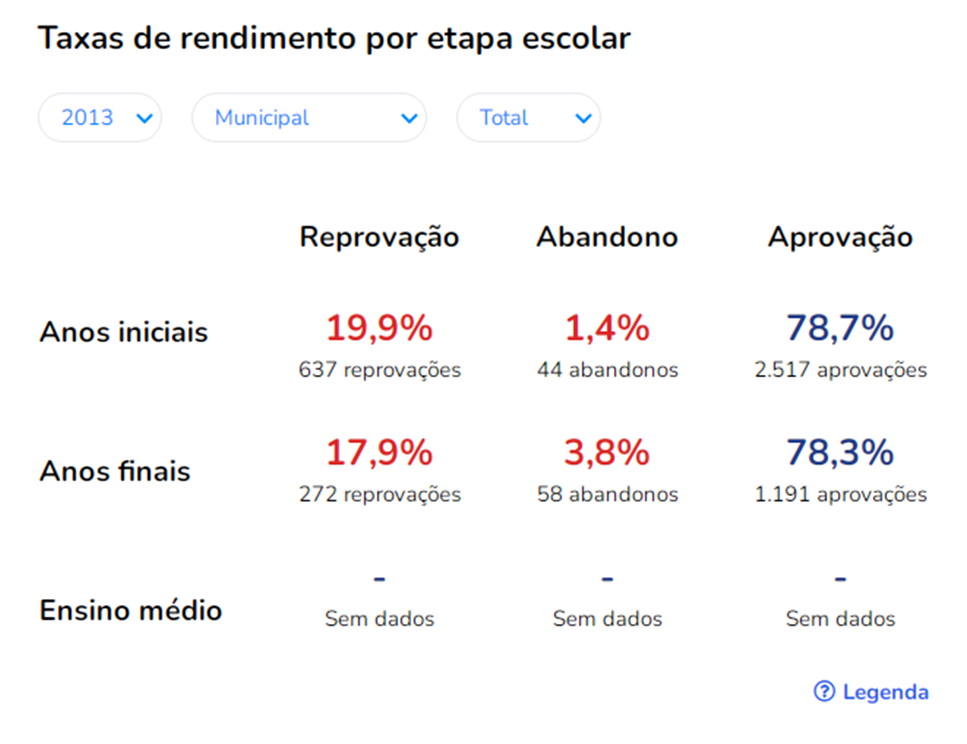 Taxas de rendimento por etapa escolar
2013 Municipal Total
Reprovação Abandono Aprovação
Anos iniciais 19,9% 1,4% 78,7%
637 reprovações 44 abandonos 2.517 aprovações
Anos finais 17,9% 3,8% 78,3%
272 reprovações 58 abandonos 1.191 aprovações
Ensino médio - - -
Sem dados Sem dados Sem dados
Legenda